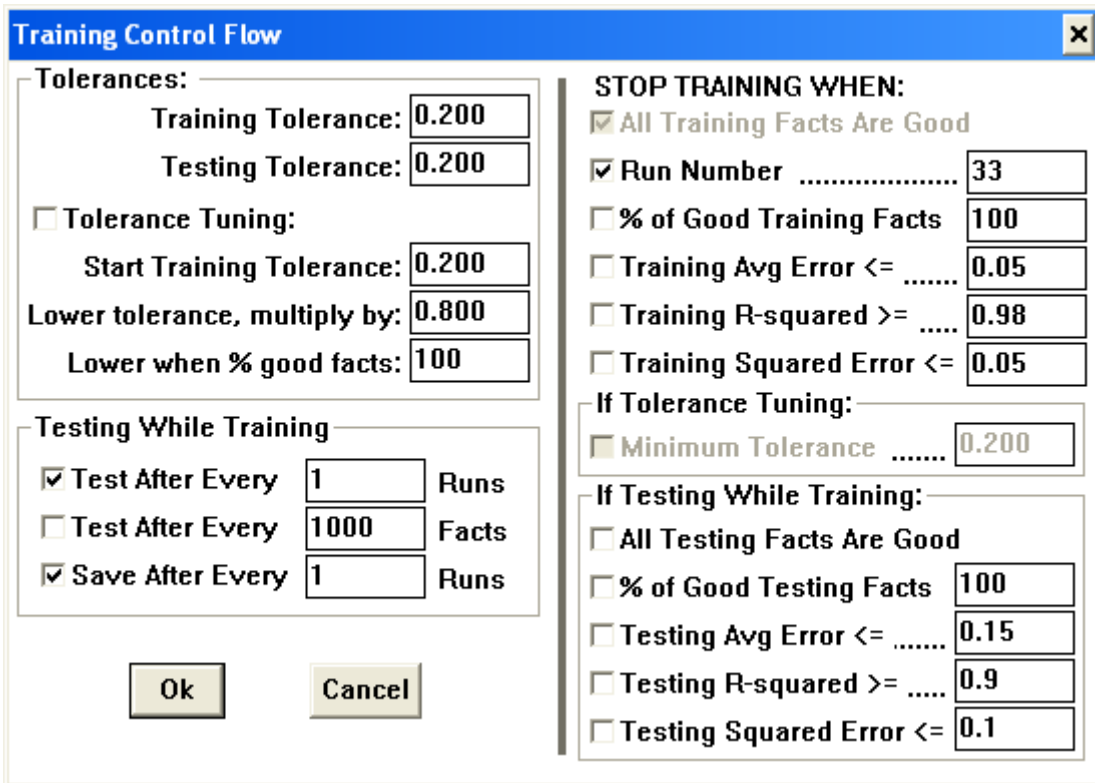 Training Control Flow
Tolerances:
Training Tolerance: 0.200
Testing Tolerance: 0.200
Tolerance Tuning:
Start Training Tolerance: 0.200
Lower tolerance, multiply by: 0.800
Lower when % good facts: 100
Testing While Training
Test After Every 1 Runs
Test After Every 1000 Facts
Save After Every 1 Runs
Ok Cancel
STOP TRAINING WHEN:
All Training Facts Are Good
Run Number .................... 33
% of Good Training Facts 100
Training Avg Error <= ....... 0.05
Training R-squared >= ..... 0.98
Training Squared Error <= 0.05
If Tolerance Tuning:
Minimum Tolerance ....... 0.200
If Testing While Training:
All Testing Facts Are Good
% of Good Testing Facts 100
Testing Avg Error <= ....... 0.15
Testing R-squared >= ..... 0.9
Testing Squared Error <= 0.1